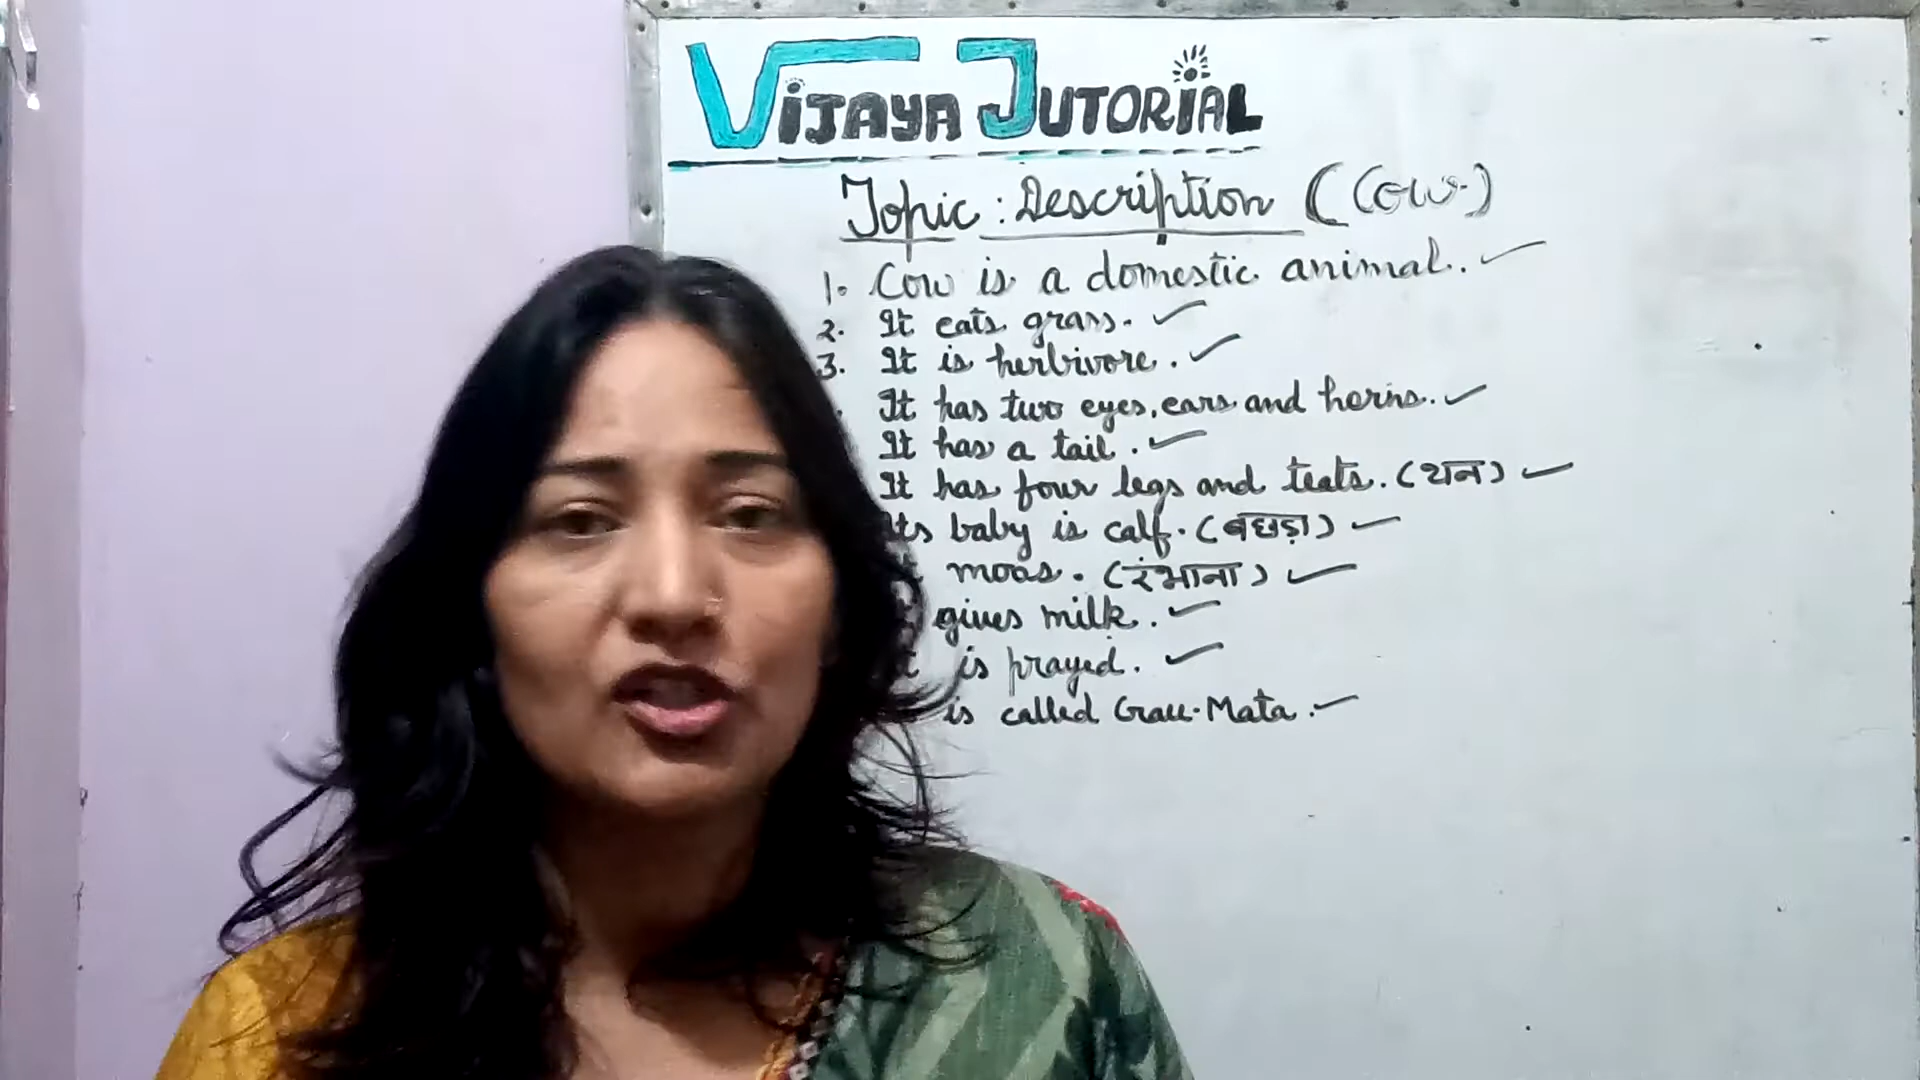 VIJAYA TUTORIAL
Topic : Description (Cow)
1. Cow is a domestic animal.
2. It eats grass.
3. It is herbivore.
It has two eyes, ears and horns.
It has a tail.
It has four legs and teats. (थन)
Its baby is calf. (बछड़ा)
moos. (रंभाना)
gives milk.
is prayed.
is called Gau-Mata.